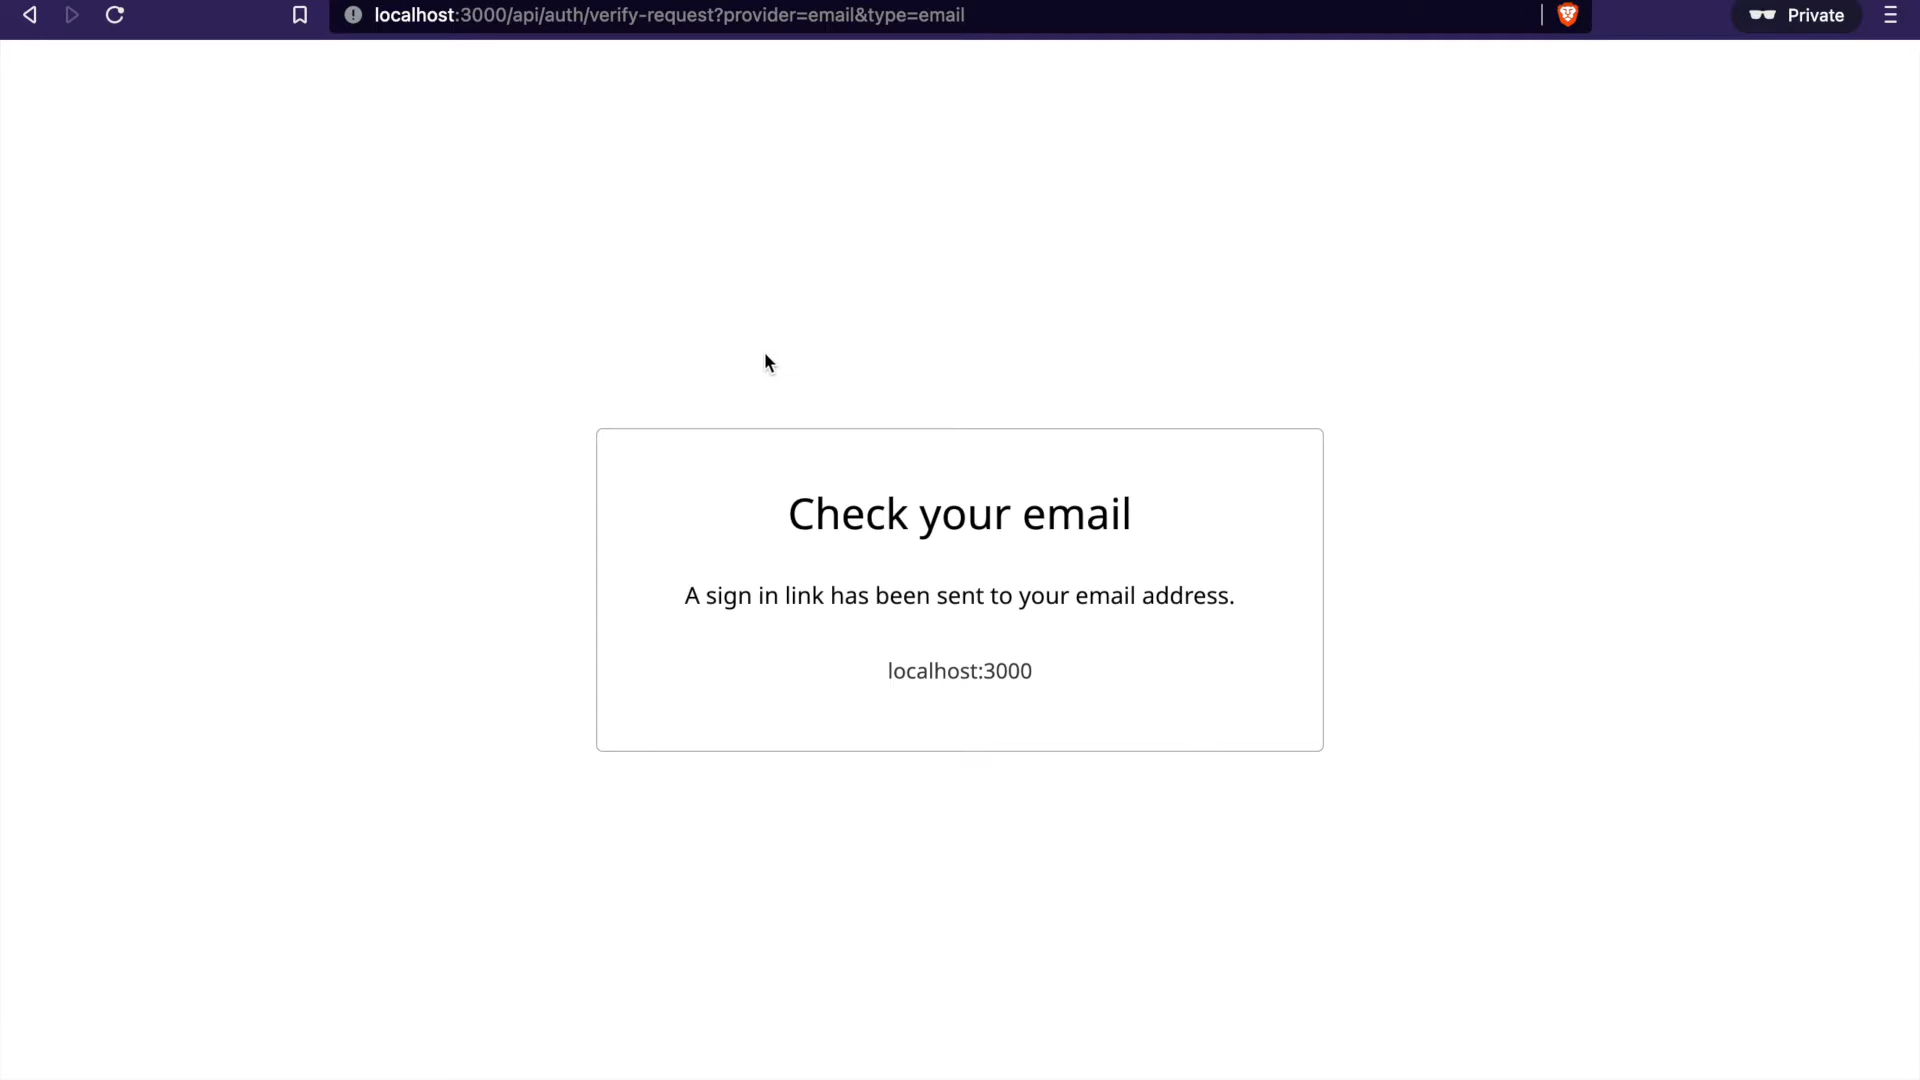 localhost:3000/api/auth/verify-request?provider=email&type=email
Private
Check your email
A sign in link has been sent to your email address.
localhost:3000